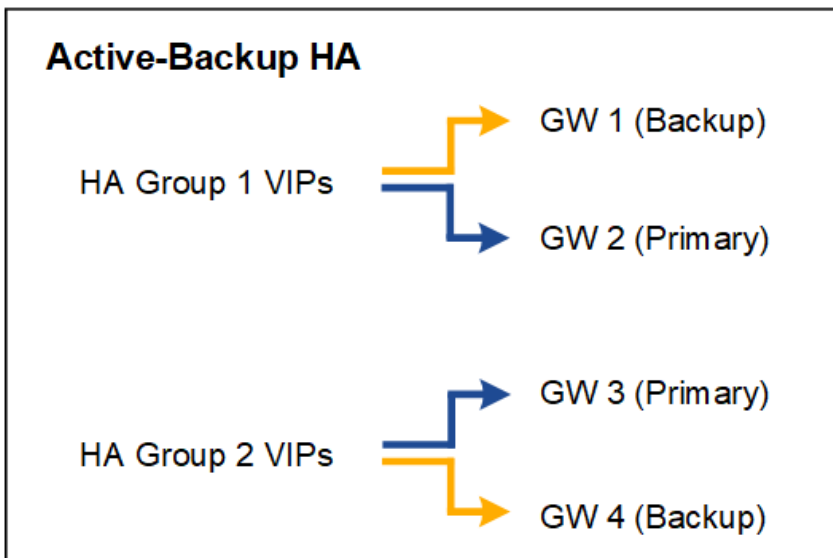 Active-Backup HA
GW 1 (Backup)
HA Group 1 VIPs
GW 2 (Primary)
GW 3 (Primary)
HA Group 2 VIPs
GW 4 (Backup)